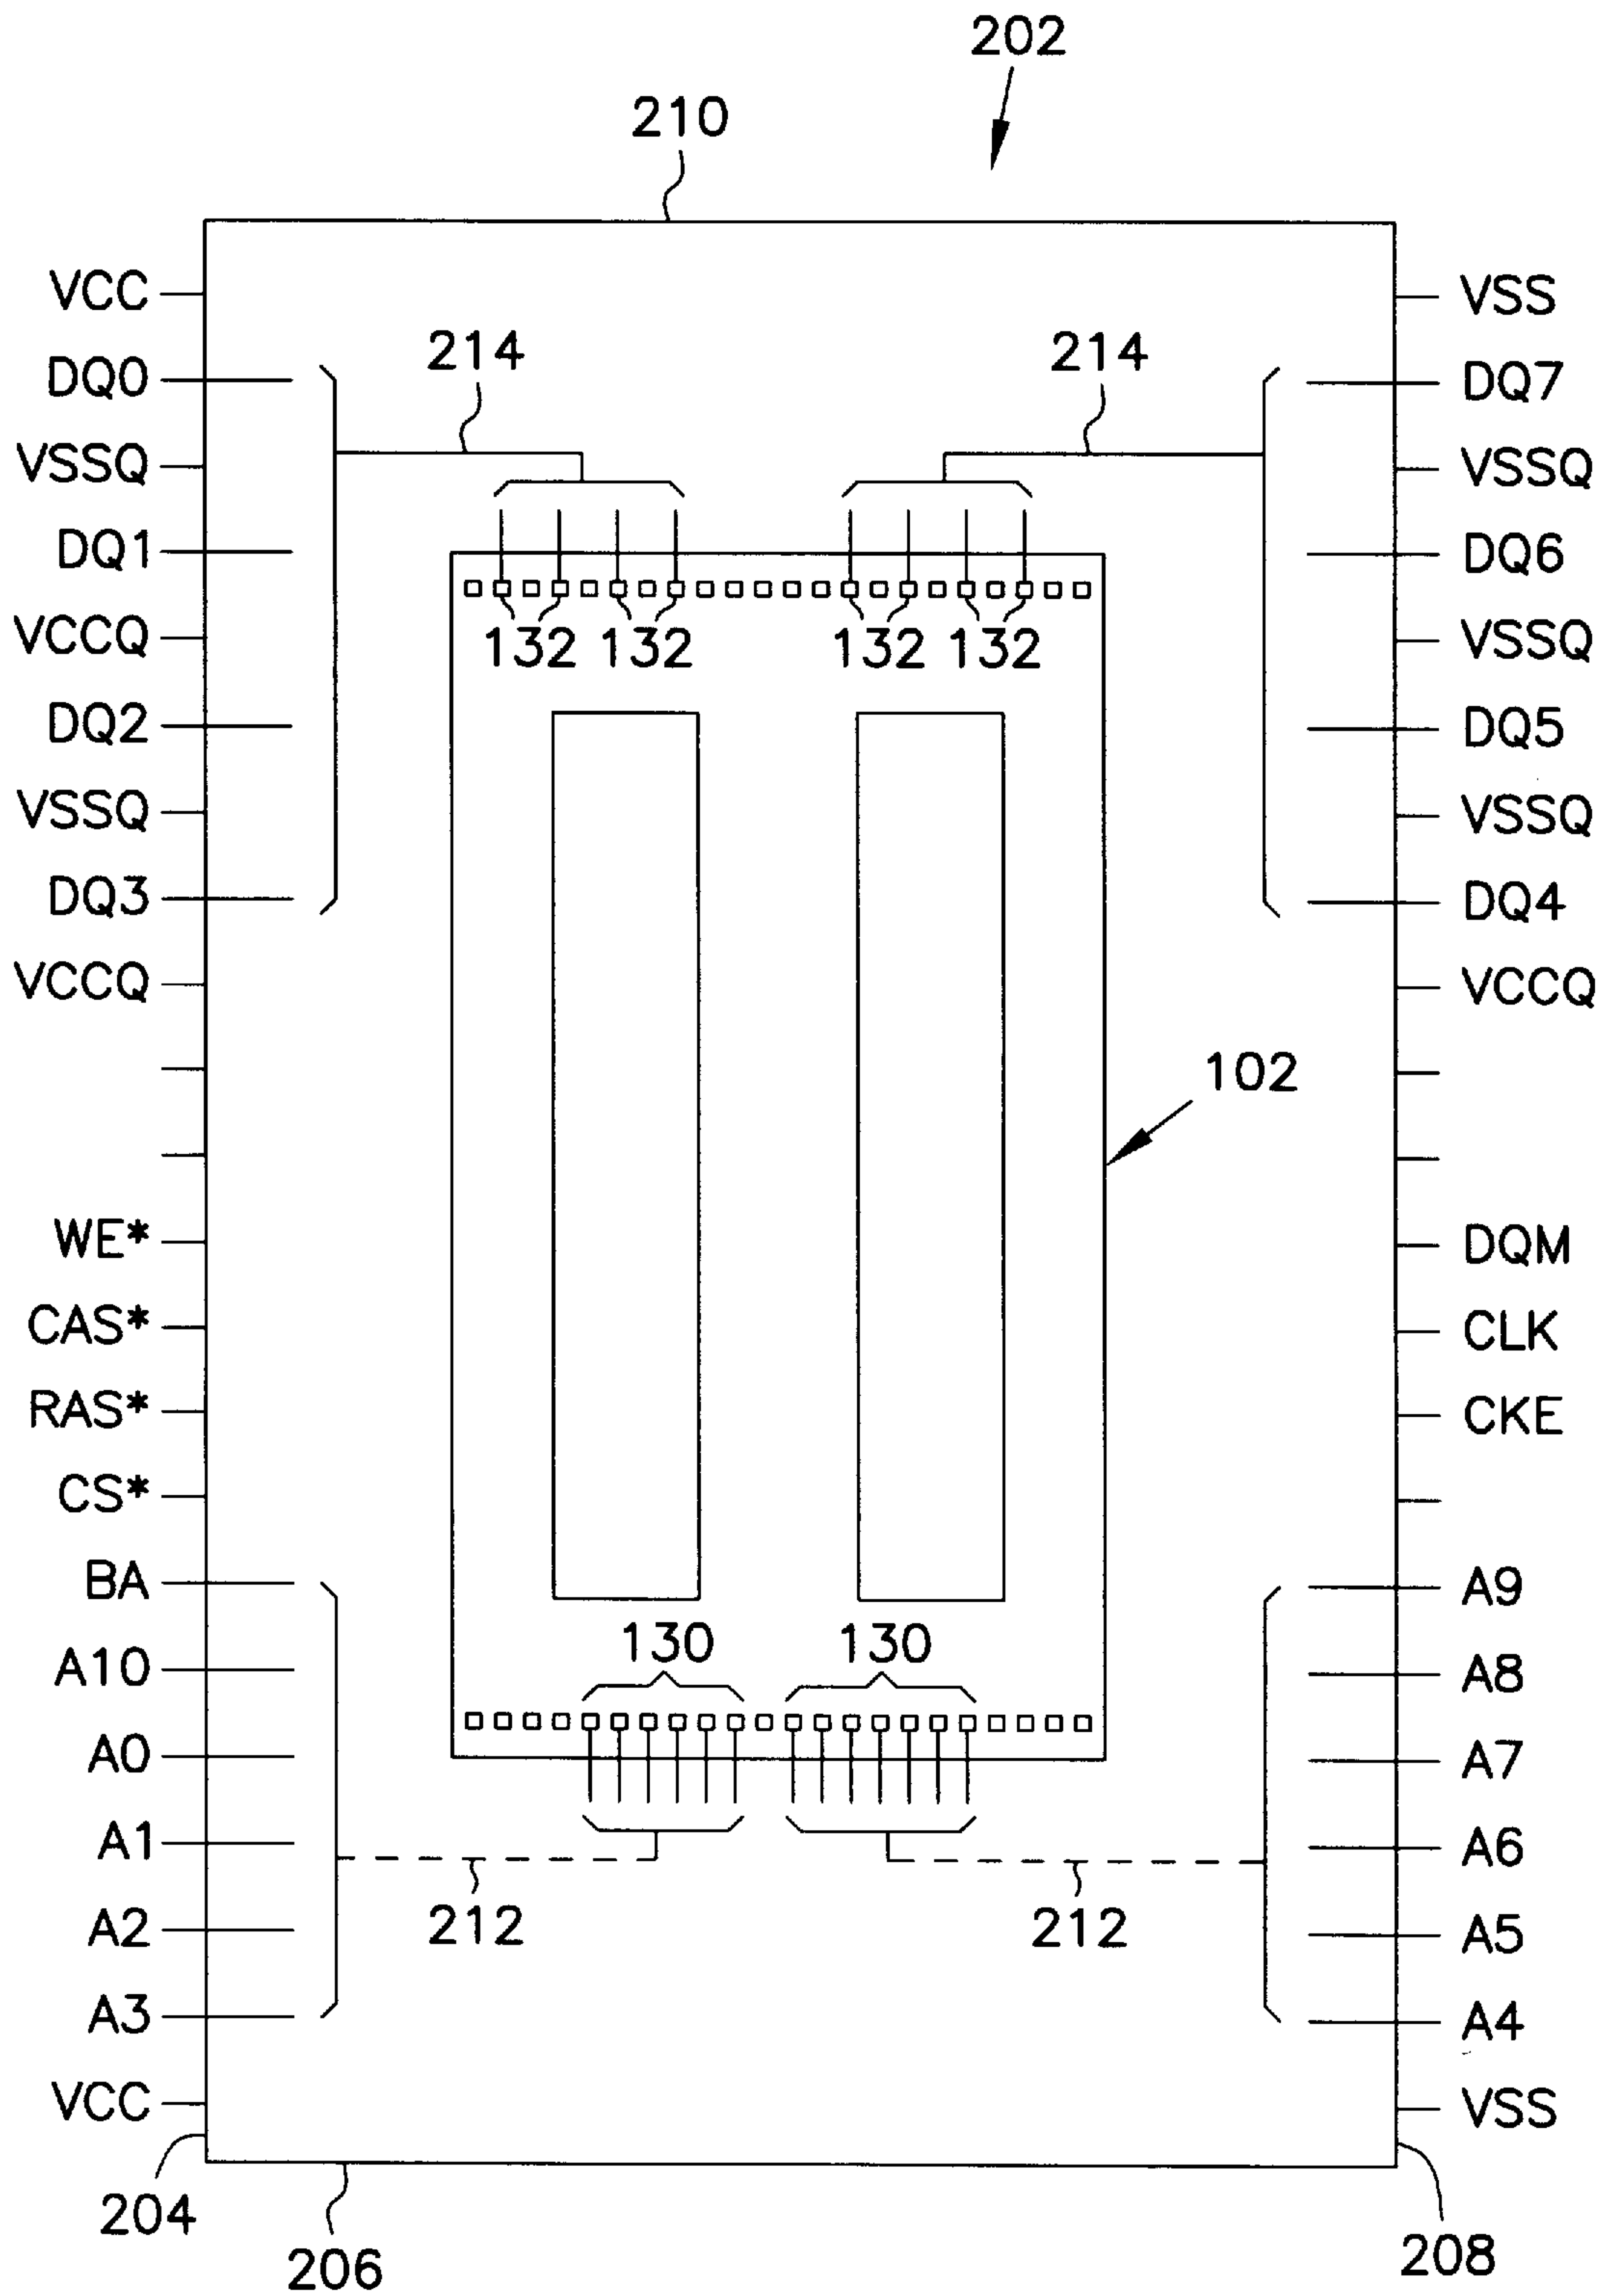 202
210
VCC VSS
214 214
DQ0 DQ7
VSSQ VSSQ
DQ1 DQ6
132 132 132 132
VCCQ VSSQ
DQ2 DQ5
VSSQ VSSQ
DQ3 DQ4
VCCQ VCCQ
102
WE* DQM
CAS* CLK
RAS* CKE
CS*
BA A9
130 130
A10 A8
A0 A7
A1 A6
212 212
A2 A5
A3 A4
VCC VSS
204 208
206